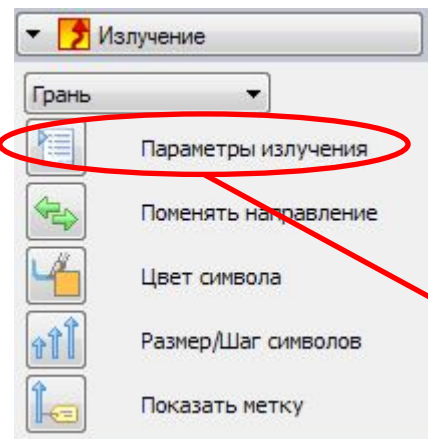 Излучение
Грань
Параметры излучения
Поменять направление
Цвет символа
Размер/Шаг символов
Показать метку